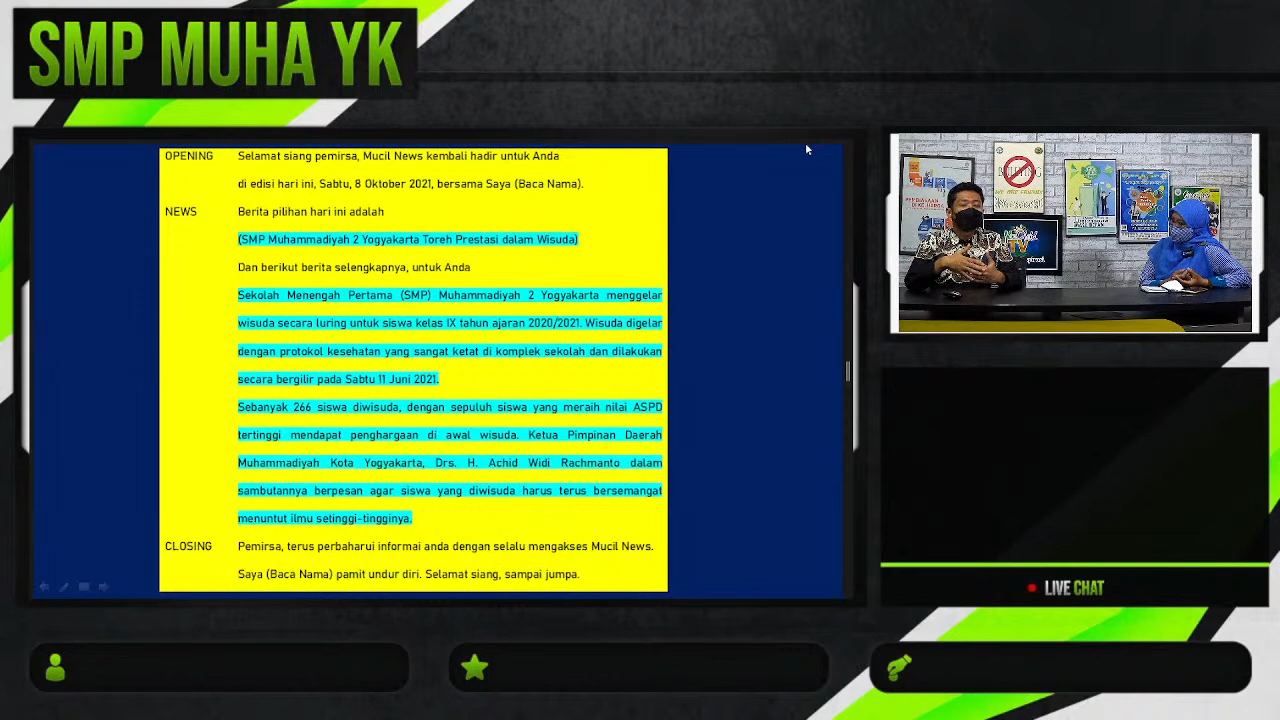 SMP MUHA YK
OPENING Selamat siang pemirsa, Mucil News kembali hadir untuk Anda
di edisi hari ini, Sabtu, 8 Oktober 2021, bersama Saya (Baca Nama).
NEWS Berita pilihan hari ini adalah
(SMP Muhammadiyah 2 Yogyakarta Toreh Prestasi dalam Wisuda)
Dan berikut berita selengkapnya, untuk Anda
Sekolah Menengah Pertama (SMP) Muhammadiyah 2 Yogyakarta menggelar
wisuda secara luring untuk siswa kelas IX tahun ajaran 2020/2021. Wisuda digelar
dengan protokol kesehatan yang sangat ketat di komplek sekolah dan dilakukan
secara bergilir pada Sabtu 11 Juni 2021.
Sebanyak 266 siswa diwisuda, dengan sepuluh siswa yang meraih nilai ASPD
tertinggi mendapat penghargaan di awal wisuda. Ketua Pimpinan Daerah
Muhammadiyah Kota Yogyakarta, Drs. H. Achid Widi Rachmanto dalam
sambutannya berpesan agar siswa yang diwisuda harus terus bersemangat
menuntut ilmu setinggi-tingginya.
CLOSING Pemirsa, terus perbaharui informai anda dengan selalu mengakses Mucil News.
Saya (Baca Nama) pamit undur diri. Selamat siang, sampai jumpa.
LIVE CHAT